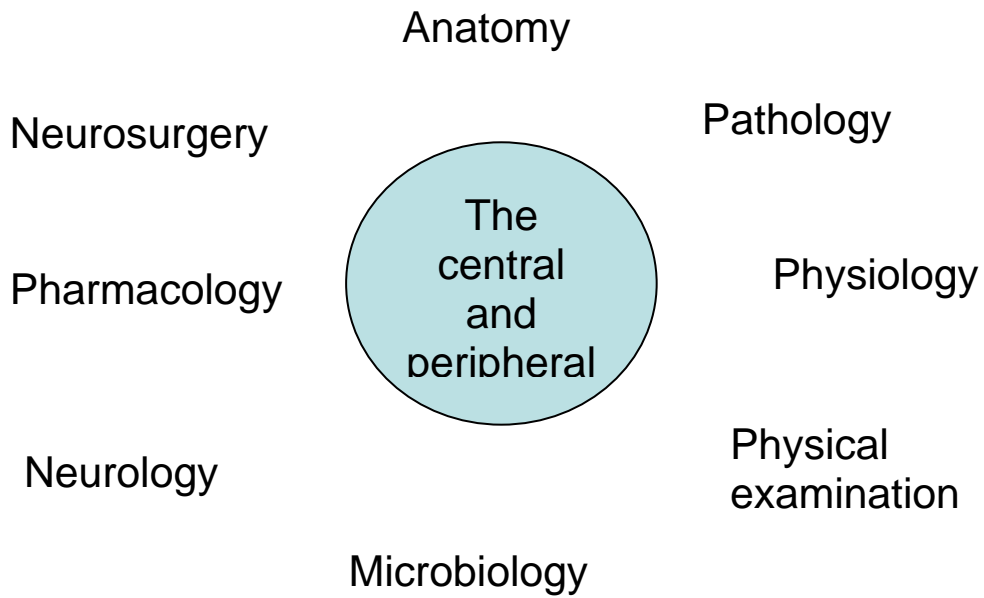 Anatomy
Neurosurgery
Pathology
The
central
and
peripheral
Pharmacology
Physiology
Neurology
Physical
examination
Microbiology